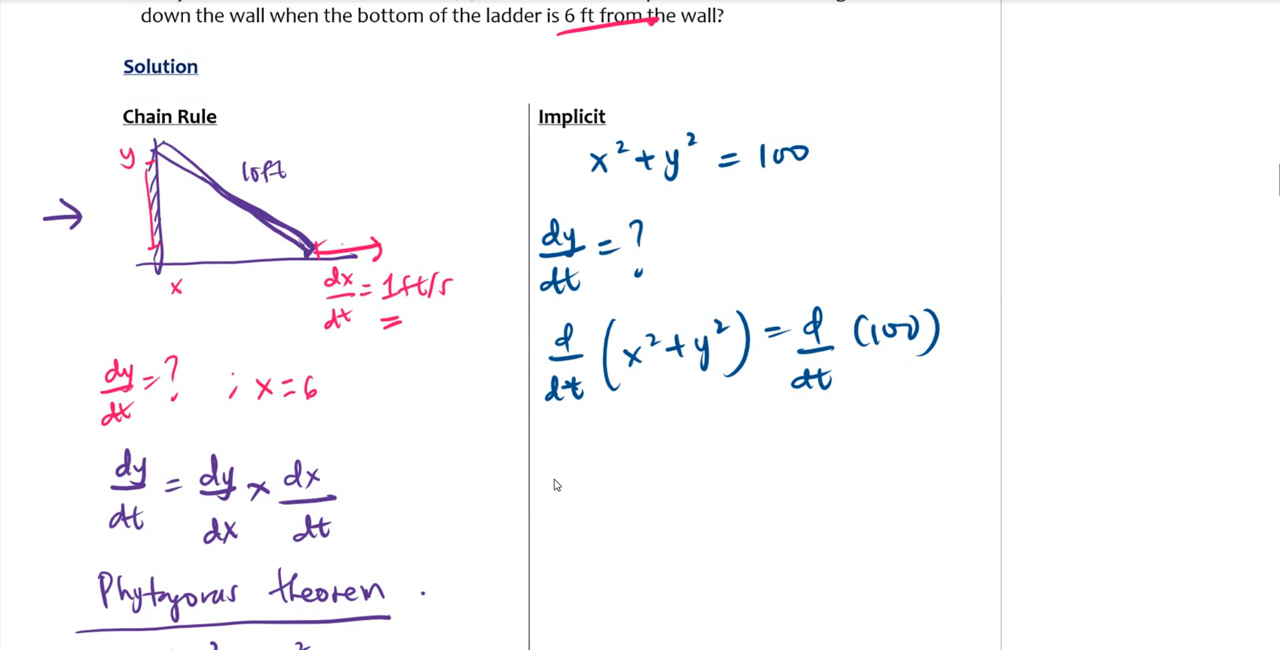 down the wall when the bottom of the ladder is 6 ft from the wall?
Solution
Chain Rule
y
10ft
→
x
dx/dt = 1ft/s
=
dy/dt = ? ; x = 6
dy/dt = dy/dx × dx/dt
Phytagoras theorem .
Implicit
x² + y² = 100
dy/dt = ?
d/dt (x² + y²) = d/dt (100)